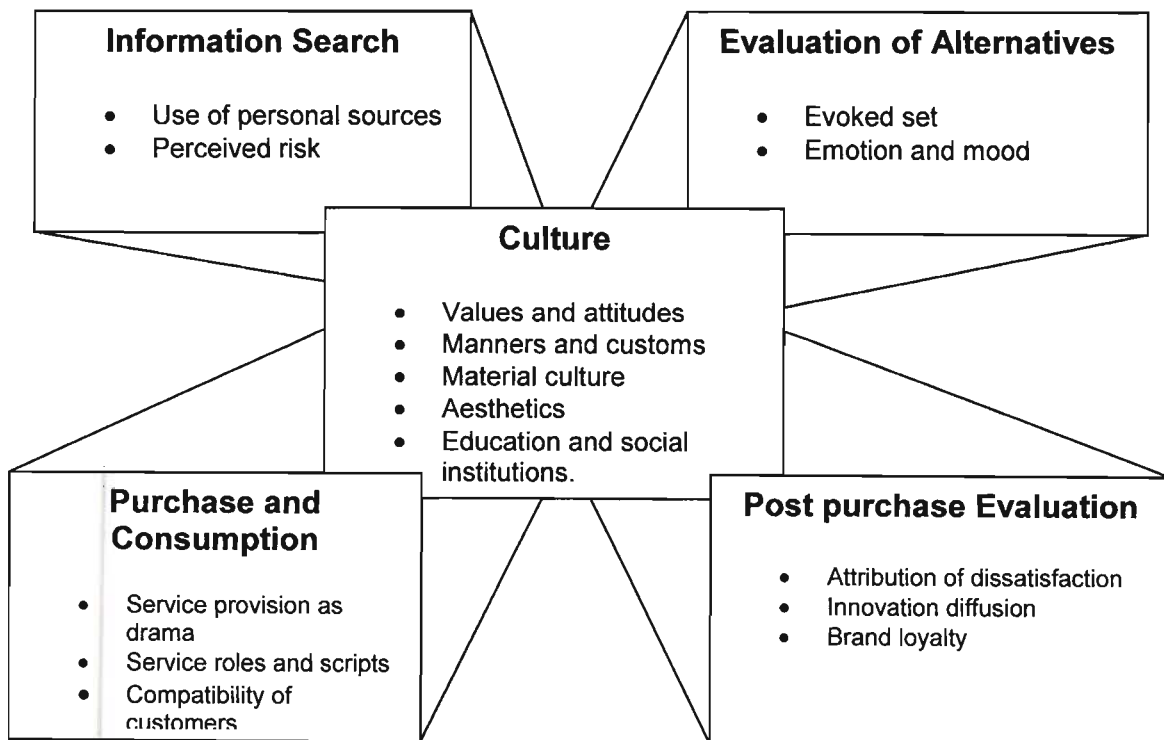 Information Search
• Use of personal sources
• Perceived risk
Evaluation of Alternatives
• Evoked set
• Emotion and mood
Culture
• Values and attitudes
• Manners and customs
• Material culture
• Aesthetics
• Education and social
institutions.
Purchase and
Consumption
• Service provision as
drama
• Service roles and scripts
• Compatibility of
customers
Post purchase Evaluation
• Attribution of dissatisfaction
• Innovation diffusion
• Brand loyalty